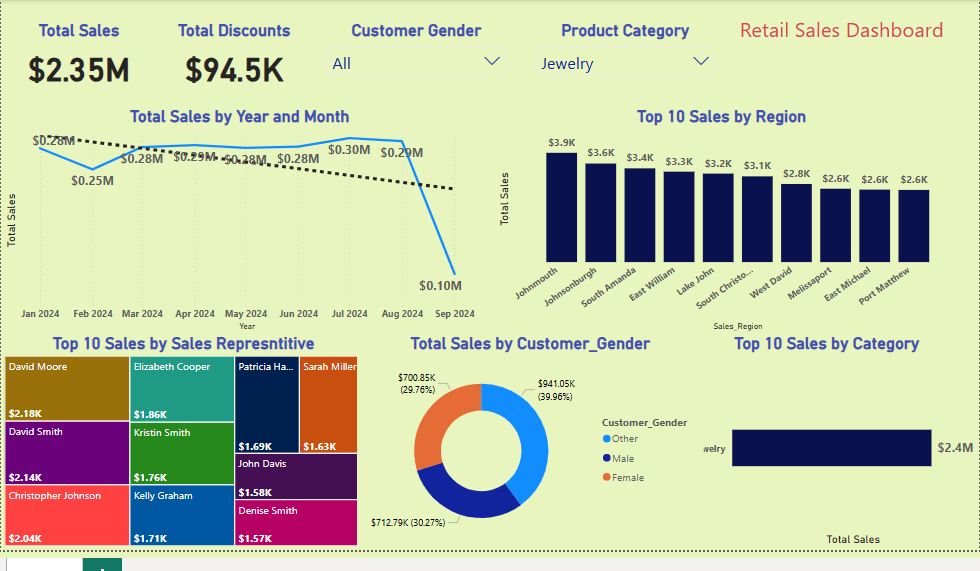 Total Sales
Total Discounts
Customer Gender
Product Category
Retail Sales Dashboard
$2.35M
$94.5K
All
Jewelry
Total Sales by Year and Month
Total Sales
$0.28M
$0.25M
$0.28M
$0.29M
$0.28M
$0.28M
$0.30M
$0.29M
$0.10M
Jan 2024
Feb 2024
Mar 2024
Apr 2024
May 2024
Jun 2024
Jul 2024
Aug 2024
Sep 2024
Year
Top 10 Sales by Region
Total Sales
$3.9K
$3.6K
$3.4K
$3.3K
$3.2K
$3.1K
$2.8K
$2.6K
$2.6K
$2.6K
Johnmouth
Johnsonburgh
South Amanda
East William
Lake John
South Christo...
West David
Melissaport
East Michael
Port Matthew
Sales_Region
Top 10 Sales by Sales Represntitive
David Moore
$2.18K
David Smith
$2.14K
Christopher Johnson
$2.04K
Elizabeth Cooper
$1.86K
Kristin Smith
$1.76K
Kelly Graham
$1.71K
Patricia Ha...
$1.69K
Sarah Miller
$1.63K
John Davis
$1.58K
Denise Smith
$1.57K
Total Sales by Customer_Gender
$700.85K
(29.76%)
$941.05K
(39.96%)
$712.79K (30.27%)
Customer_Gender
Other
Male
Female
Top 10 Sales by Category
welry
$2.4M
Total Sales